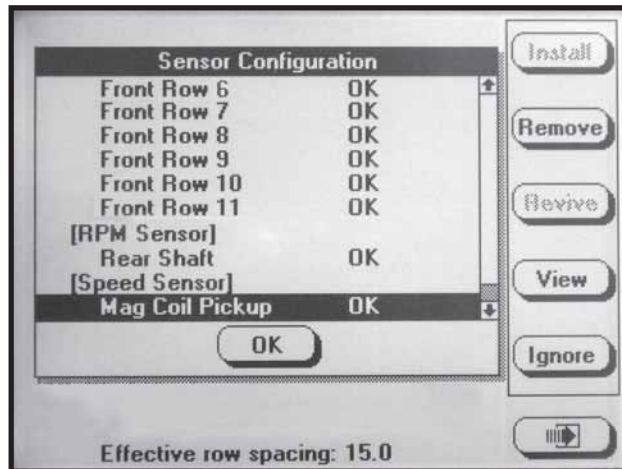 Sensor Configuration
Front Row 6 OK
Front Row 7 OK
Front Row 8 OK
Front Row 9 OK
Front Row 10 OK
Front Row 11 OK
[RPM Sensor]
Rear Shaft OK
[Speed Sensor]
Mag Coil Pickup OK
OK
Effective row spacing: 15.0
Install
Remove
Revive
View
Ignore